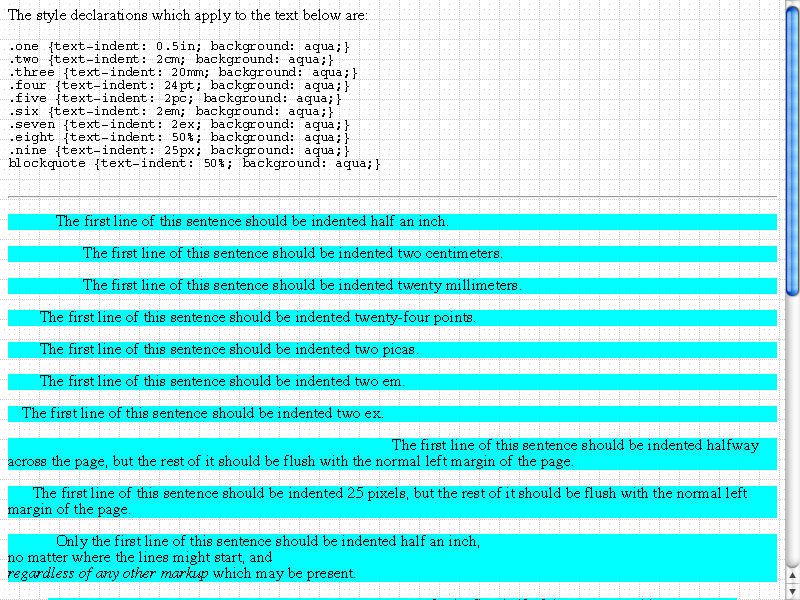 The style declarations which apply to the text below are:
.one {text-indent: 0.5in; background: aqua;}
.two {text-indent: 2cm; background: aqua;}
.three {text-indent: 20mm; background: aqua;}
.four {text-indent: 24pt; background: aqua;}
.five {text-indent: 2pc; background: aqua;}
.six {text-indent: 2em; background: aqua;}
.seven {text-indent: 2ex; background: aqua;}
.eight {text-indent: 50%; background: aqua;}
.nine {text-indent: 25px; background: aqua;}
blockquote {text-indent: 50%; background: aqua;}
The first line of this sentence should be indented half an inch.
The first line of this sentence should be indented two centimeters.
The first line of this sentence should be indented twenty millimeters.
The first line of this sentence should be indented twenty-four points.
The first line of this sentence should be indented two picas.
The first line of this sentence should be indented two em.
The first line of this sentence should be indented two ex.
The first line of this sentence should be indented halfway
across the page, but the rest of it should be flush with the normal left margin of the page.
The first line of this sentence should be indented 25 pixels, but the rest of it should be flush with the normal left
margin of the page.
Only the first line of this sentence should be indented half an inch,
no matter where the lines might start, and
regardless of any other markup which may be present.